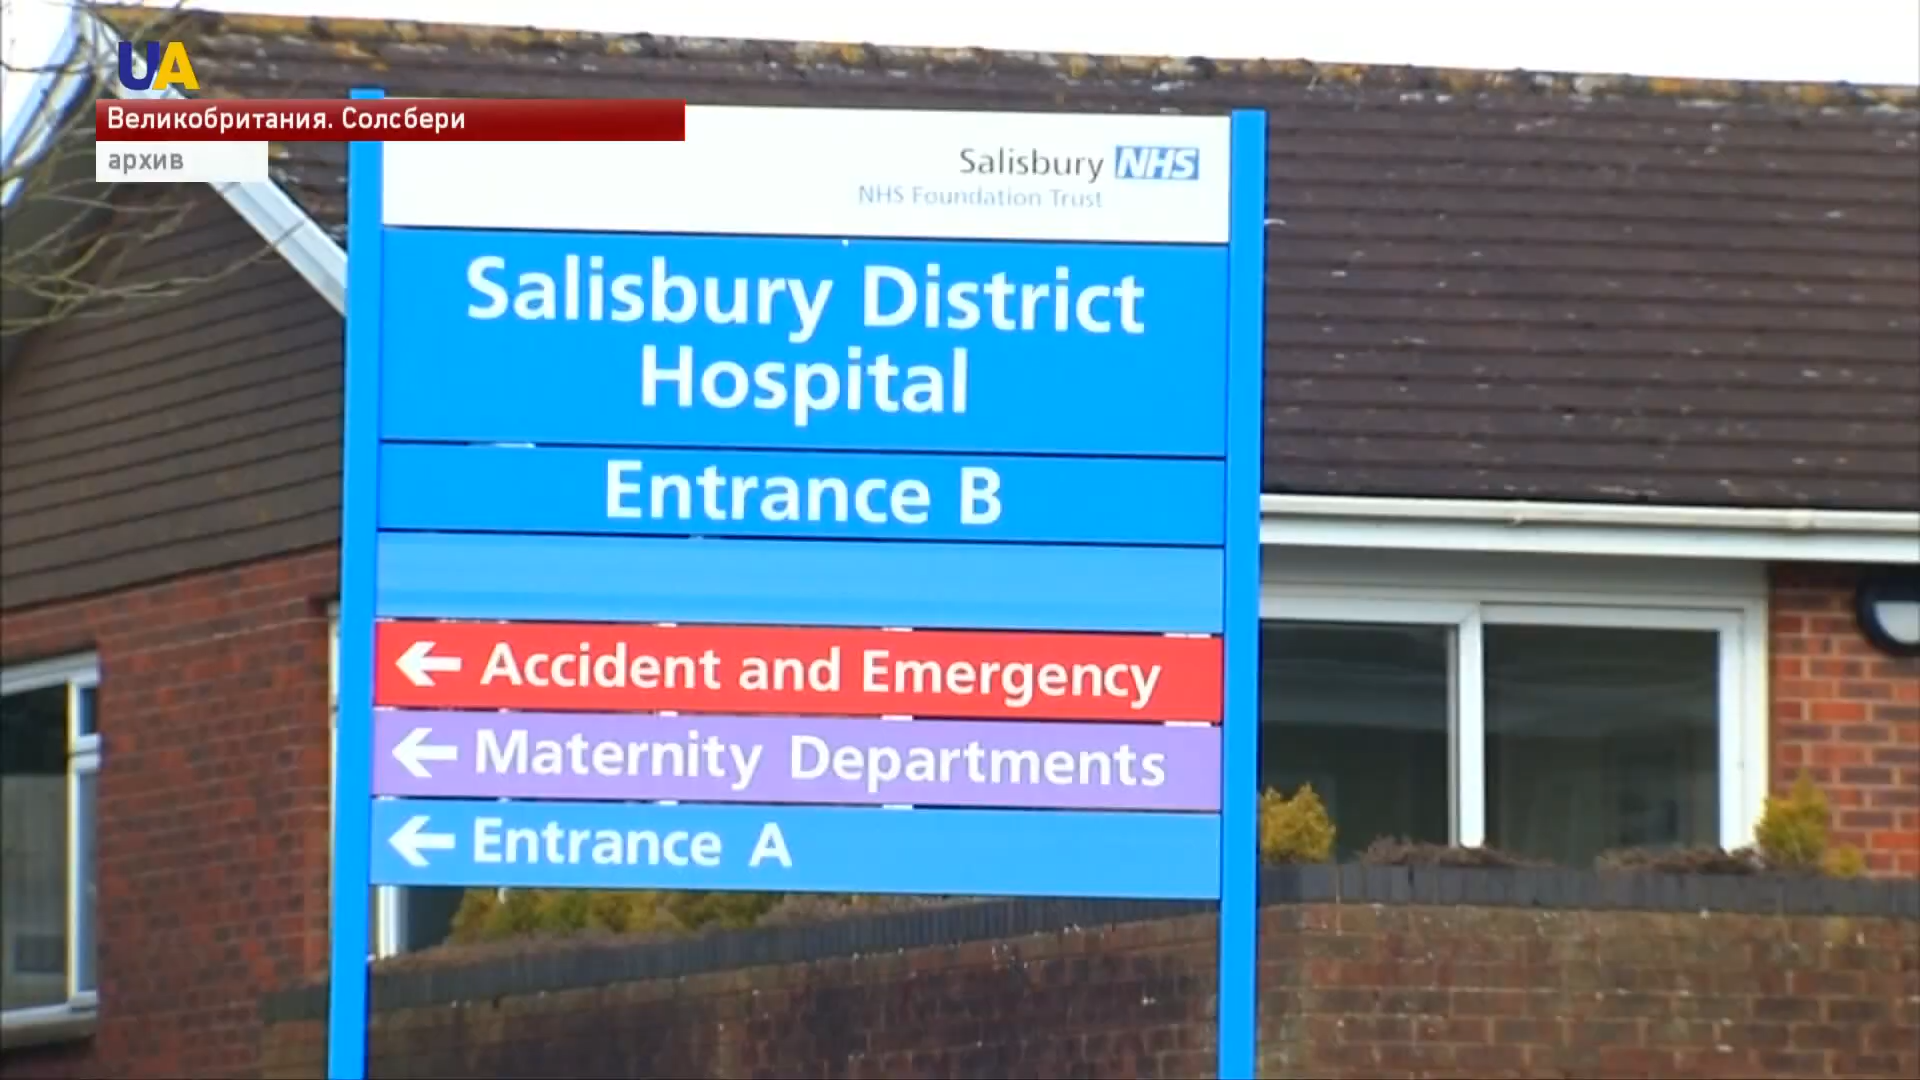 UA
Великобритания. Солсбери
архив
Salisbury NHS
NHS Foundation Trust
Salisbury District
Hospital
Entrance B
← Accident and Emergency
← Maternity Departments
← Entrance A